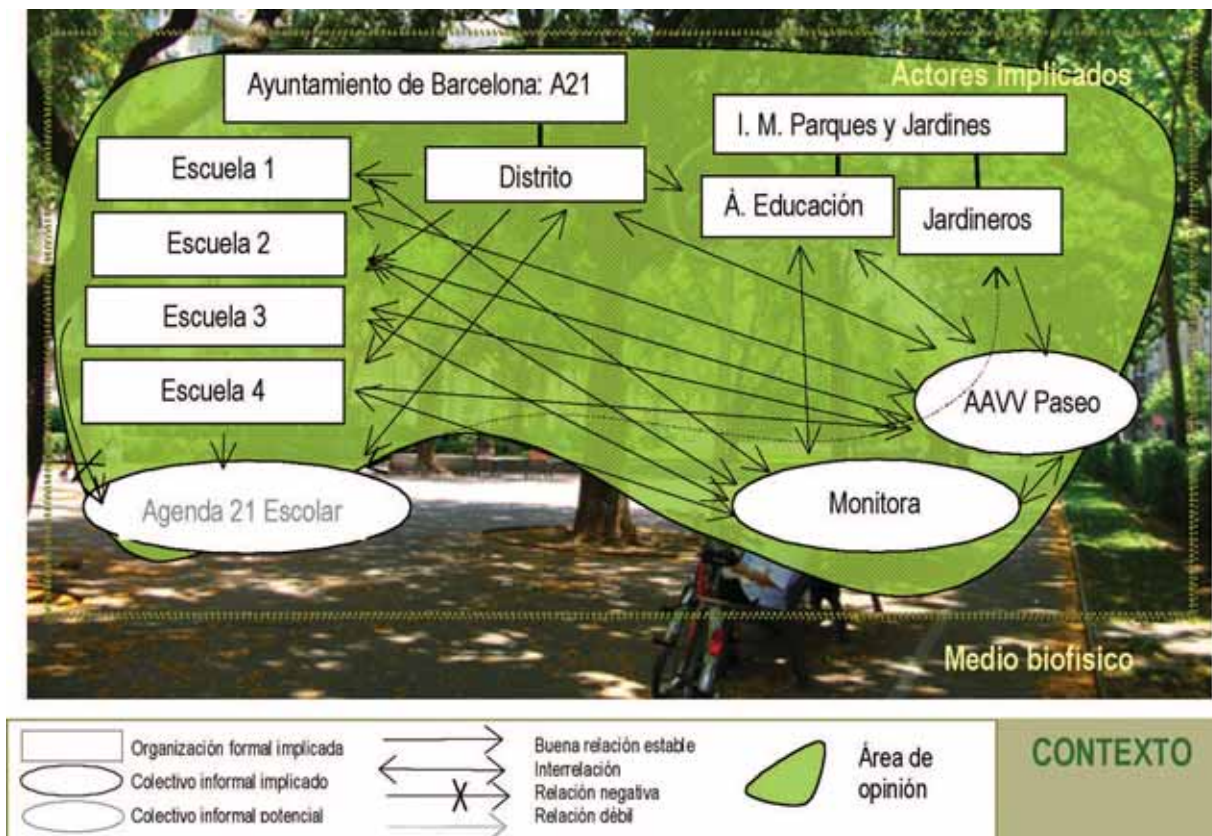 Actores Implicados
Ayuntamiento de Barcelona: A21
I. M. Parques y Jardines
Escuela 1
Distrito
À. Educación
Jardineros
Escuela 2
Escuela 3
Escuela 4
AAVV Paseo
Agenda 21 Escolar
Monitora
Medio biofisico
Organización formal implicada
Colectivo informal implicado
Colectivo informal potencial
Buena relación estable
Interrelación
Relación negativa
Relación débil
Área de
opinión
CONTEXTO